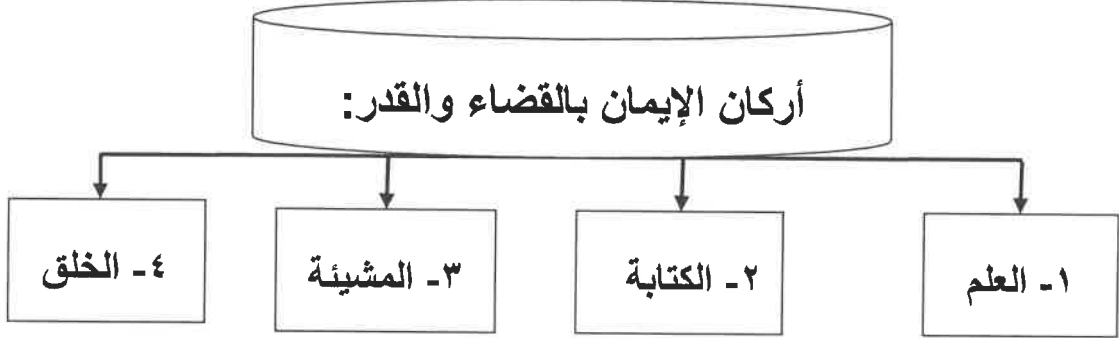 أركان الإيمان بالقضاء والقدر:
١- العلم
٢- الكتابة
٣- المشيئة
٤- الخلق